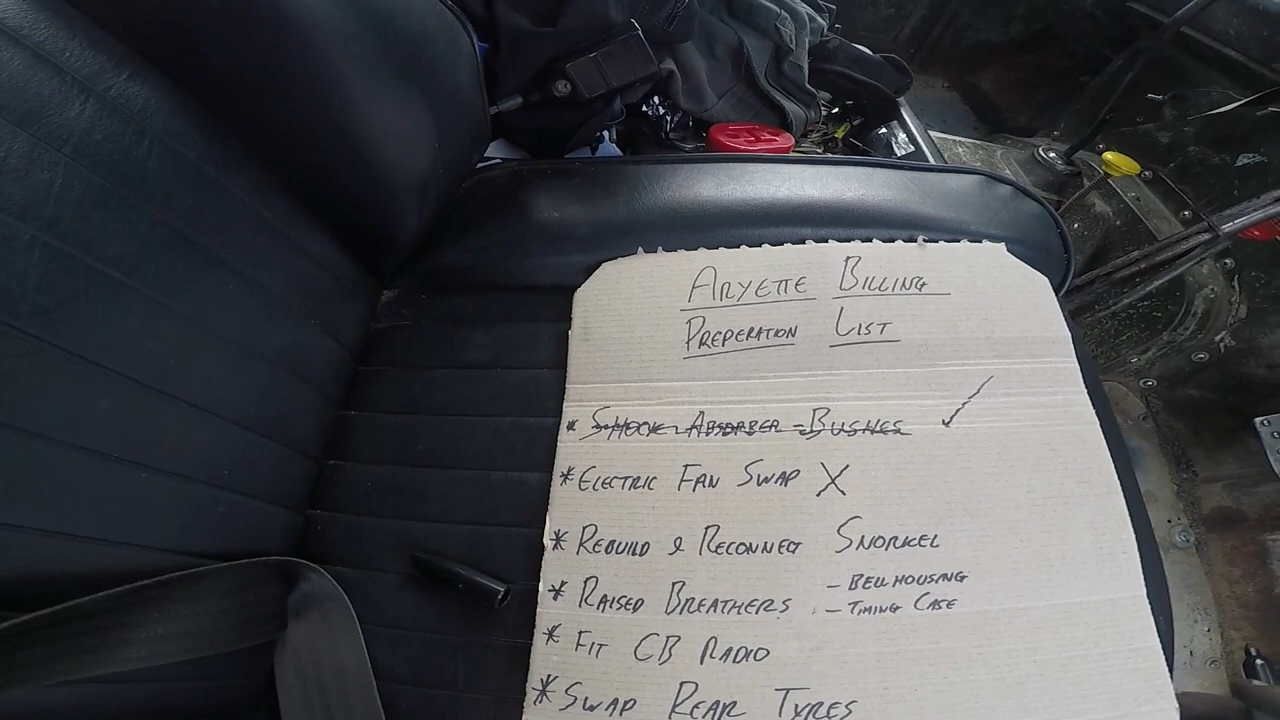 ARYETTE BILLING
PREPERATION LIST
* SHOCK ABSORBER BUSHES ✓
* ELECTRIC FAN SWAP X
* REBUILD & RECONNECT SNORKEL
* RAISED BREATHERS - BELLHOUSING
- TIMING CASE
* FIT CB RADIO
* SWAP REAR TYRES